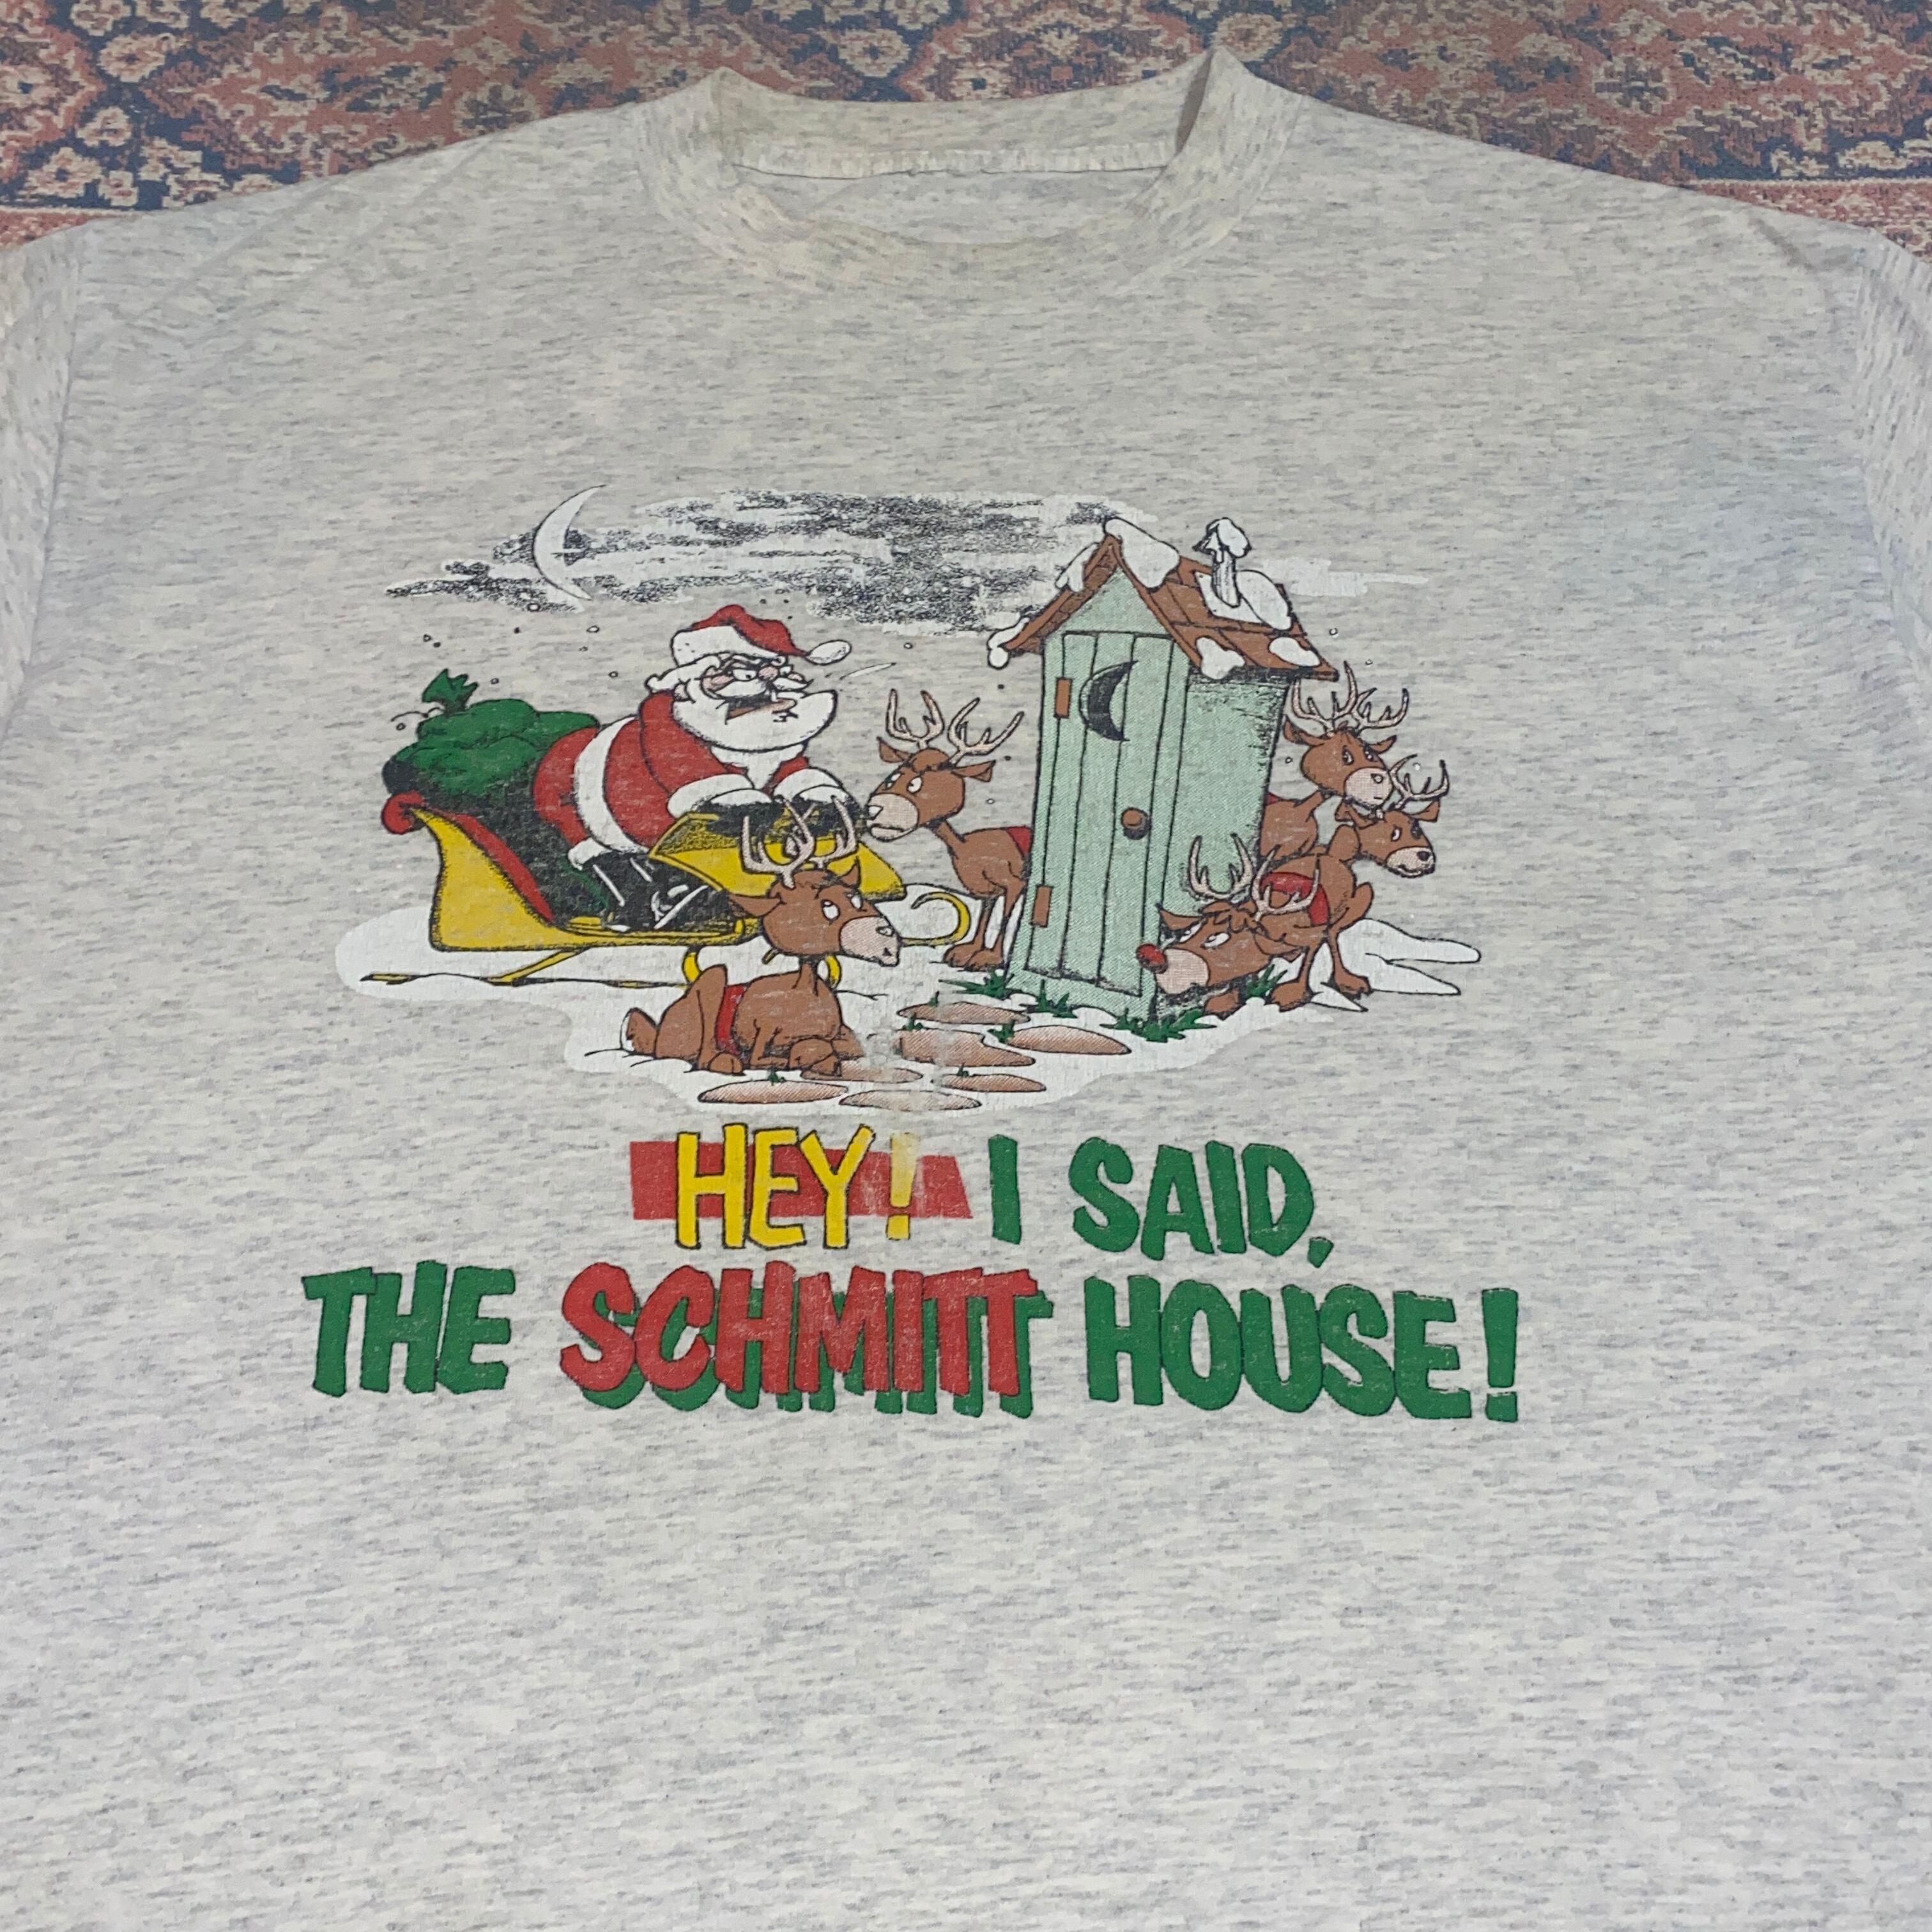 HEY! I SAID,
THE SCHMITT HOUSE!